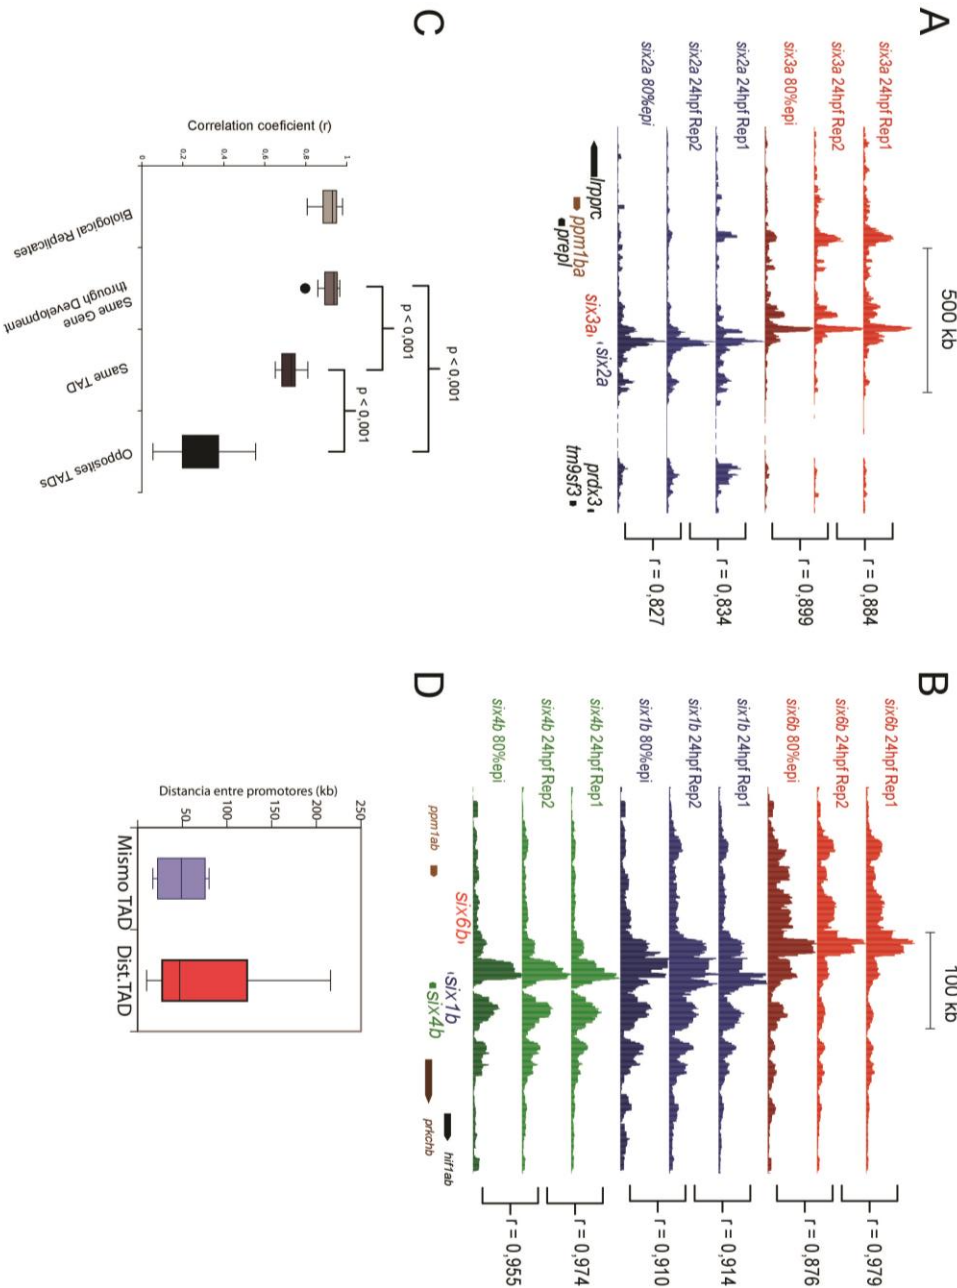 A
500 kb
six3a 24hpf Rep1
six3a 24hpf Rep2
six3a 80%epi
six2a 24hpf Rep1
six2a 24hpf Rep2
six2a 80%epi
r = 0,884
r = 0,899
r = 0,834
r = 0,827
lrpprc
ppm1ba
prepl
six3a
six2a
prdx3
tm9sf3
B
100 kb
six6b 24hpf Rep1
six6b 24hpf Rep2
six6b 80%epi
six1b 24hpf Rep1
six1b 24hpf Rep2
six1b 80%epi
six4b 24hpf Rep1
six4b 24hpf Rep2
six4b 80%epi
r = 0,979
r = 0,876
r = 0,914
r = 0,910
r = 0,974
r = 0,955
ppm1ab
six6b
six1b
six4b
prkchb
hif1ab
C
Correlation coeficient (r)
1
0,8
0,6
0,4
0,2
0
p < 0,001
p < 0,001
p < 0,001
Biological Replicates
Same Gene
through Development
Same TAD
Opposites TADs
D
Distancia entre promotores (kb)
250
200
150
100
50
Mismo TAD
Dist.TAD